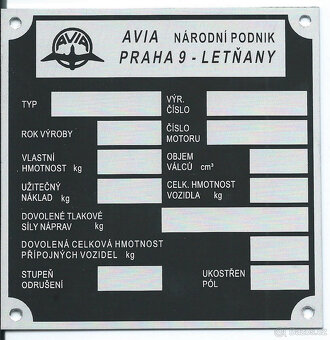 AVIA
AVIA NÁRODNÍ PODNIK
PRAHA 9 - LETŇANY
TYP
VÝR.
ČÍSLO
ROK VÝROBY
ČÍSLO
MOTORU
VLASTNÍ
HMOTNOST kg
OBJEM
VÁLCŮ cm³
UŽITEČNÝ
NÁKLAD kg
CELK. HMOTNOST
VOZIDLA kg
DOVOLENÉ TLAKOVÉ
SÍLY NÁPRAV kg
DOVOLENÁ CELKOVÁ HMOTNOST
PŘÍPOJNÝCH VOZIDEL kg
STUPEŇ
ODRUŠENÍ
UKOSTŘEN
PÓL